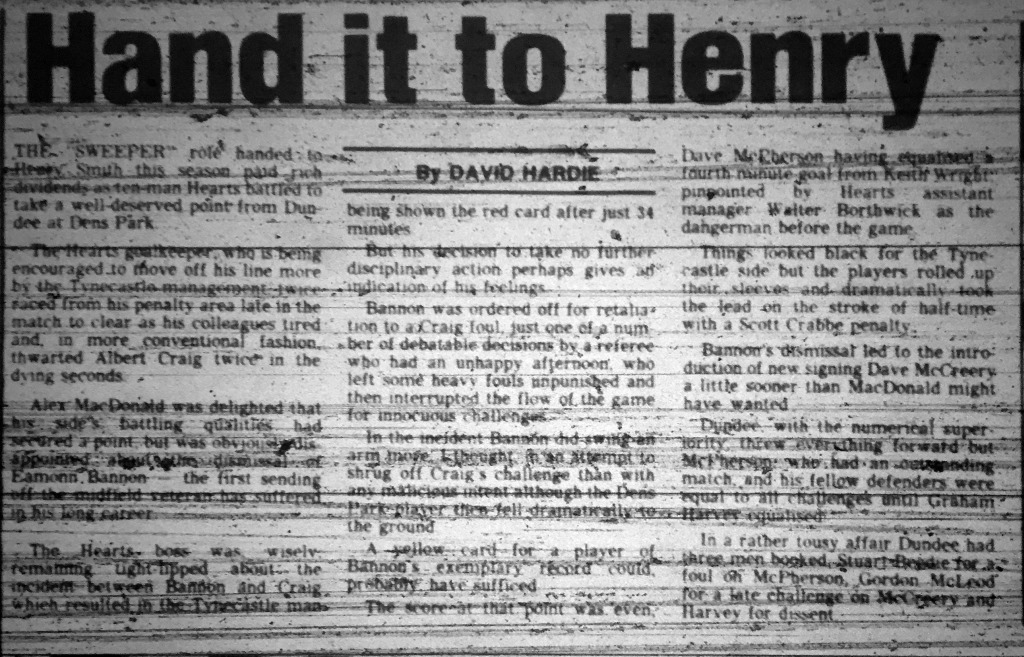 Hand it to Henry
THE "SWEEPER" role handed to
Henry Smith this season paid rich
dividends as ten-man Hearts battled to
take a well-deserved point from Dun-
dee at Dens Park.
The Hearts goalkeeper, who is being
encouraged to move off his line more
by the Tynecastle management, twice
raced from his penalty area late in the
match to clear as his colleagues tired
and, in more conventional fashion,
thwarted Albert Craig twice in the
dying seconds.
Alex MacDonald was delighted that
his side's battling qualities had
secured a point, but was obviously dis-
appointed about the dismissal of
Eamonn Bannon — the first sending
off the midfield veteran has suffered
in his long career.
The Hearts boss was wisely
remaining tight-lipped about the
incident between Bannon and Craig
which resulted in the Tynecastle man
By DAVID HARDIE
being shown the red card after just 34
minutes.
But his decision to take no further
disciplinary action perhaps gives an
indication of his feelings.
Bannon was ordered off for retalia-
tion to a Craig foul, just one of a num-
ber of debatable decisions by a referee
who had an unhappy afternoon, who
left some heavy fouls unpunished and
then interrupted the flow of the game
for innocuous challenges.
In the incident Bannon did swing an
arm more, I thought, in an attempt to
shrug off Craig's challenge than with
any malicious intent although the Dens
Park player then fell dramatically to
the ground.
A yellow card for a player of
Bannon's exemplary record could,
probably, have sufficed.
The score at that point was even,
Dave McPherson having equalised a
fourth minute goal from Keith Wright
pinpointed by Hearts assistant
manager Walter Borthwick as the
dahgerman before the game.
Things looked black for the Tyne-
castle side but the players rolled up
their sleeves and dramatically took
the lead on the stroke of half-time
with a Scott Crabbe penalty.
Bannon's dismissal led to the intro-
duction of new signing Dave McCreery
a little sooner than MacDonald might
have wanted.
Dundee, with the numerical super-
iority, threw everything forward but
McPherson, who had an outstanding
match, and his fellow defenders were
equal to all challenges until Graham
Harvey equalised.
In a rather tousy affair Dundee had
three men booked, Stuart Beedie for a
foul on McPherson, Gordon McLeod
for a late challenge on McCreery and
Harvey for dissent.